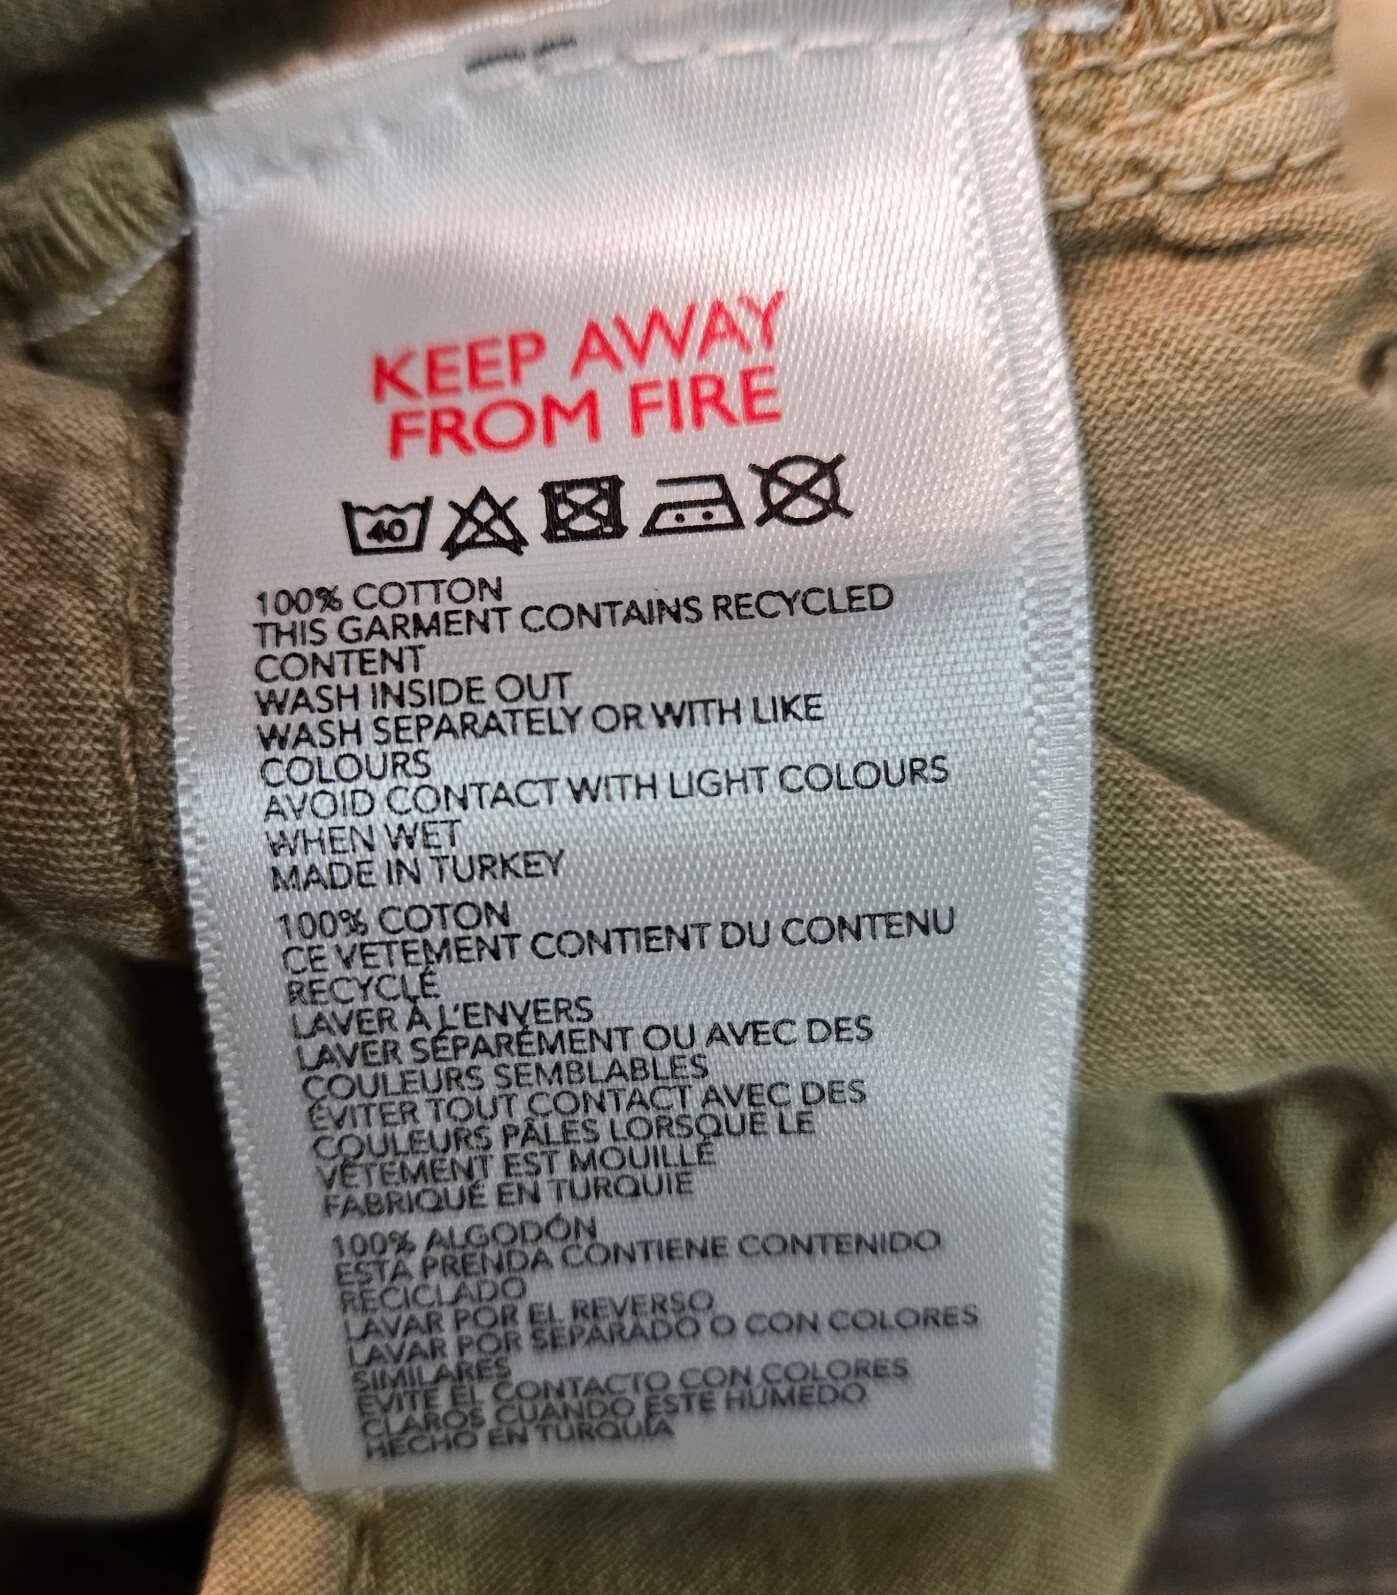 KEEP AWAY
FROM FIRE
40
100% COTTON
THIS GARMENT CONTAINS RECYCLED
CONTENT
WASH INSIDE OUT
WASH SEPARATELY OR WITH LIKE
COLOURS
AVOID CONTACT WITH LIGHT COLOURS
WHEN WET
MADE IN TURKEY
100% COTON
CE VETEMENT CONTIENT DU CONTENU
RECYCLÉ
LAVER À L'ENVERS
LAVER SÉPARÉMENT OU AVEC DES
COULEURS SEMBLABLES
ÉVITER TOUT CONTACT AVEC DES
COULEURS PÂLES LORSQUE LE
VÊTEMENT EST MOUILLÉ
FABRIQUÉ EN TURQUIE
100% ALGODÓN
ESTA PRENDA CONTIENE CONTENIDO
RECICLADO
LAVAR POR EL REVERSO
LAVAR POR SEPARADO O CON COLORES
SIMILARES
EVITE EL CONTACTO CON COLORES
CLAROS CUANDO ESTE HÚMEDO
HECHO EN TURQUÍA